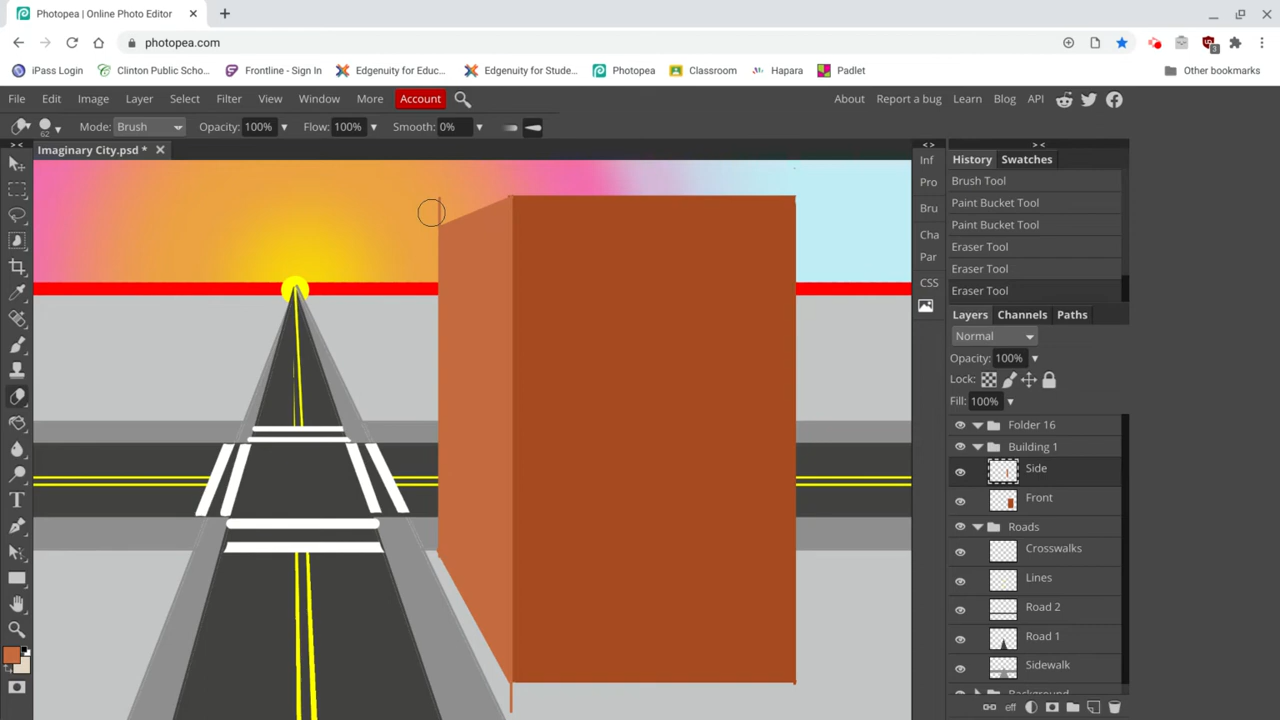 Photopea | Online Photo Editor
photopea.com
iPass Login Clinton Public Scho... Frontline - Sign In Edgenuity for Educ... Edgenuity for Stude... Photopea Classroom Hapara Padlet Other bookmarks
File Edit Image Layer Select Filter View Window More Account About Report a bug Learn Blog API
62 Mode: Brush Opacity: 100% Flow: 100% Smooth: 0%
> < < > > <
Imaginary City.psd *
Inf History Swatches
Pro Brush Tool
Bru Paint Bucket Tool
Cha Paint Bucket Tool
Par Eraser Tool
CSS Eraser Tool
Eraser Tool
Layers Channels Paths
Normal
Opacity: 100%
Lock:
Fill: 100%
Folder 16
Building 1
Side
Front
Roads
Crosswalks
Lines
Road 2
Road 1
Sidewalk
Background
eff